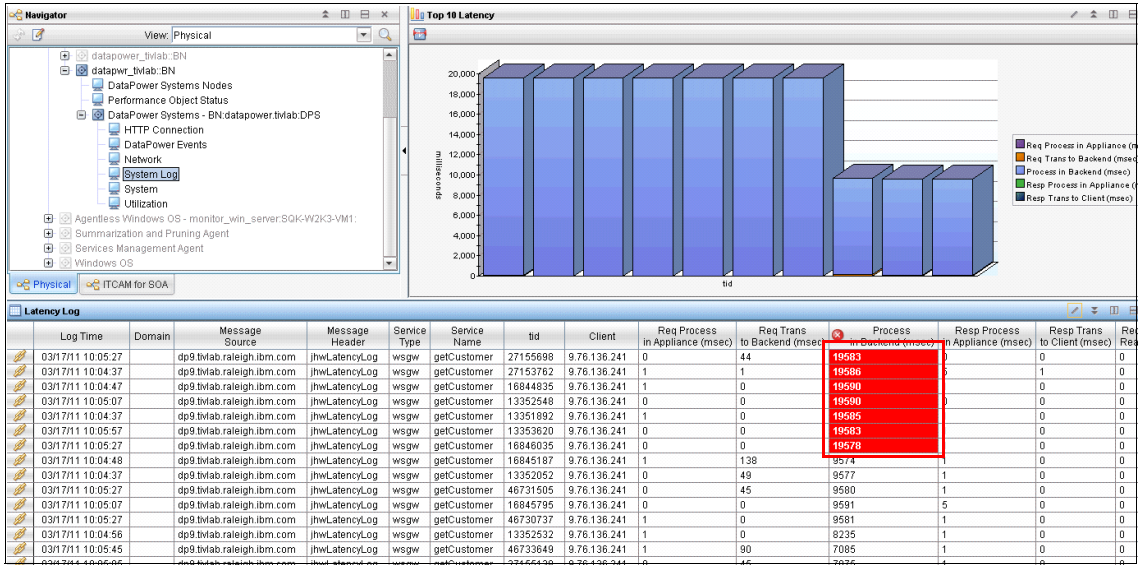 Navigator
View: Physical
datapower_tivlab::BN
datapwr_tivlab::BN
DataPower Systems Nodes
Performance Object Status
DataPower Systems - BN:datapower.tivlab:DPS
HTTP Connection
DataPower Events
Network
System Log
System
Utilization
Agentless Windows OS - monitor_win_server:SQK-W2K3-VM1:
Summarization and Pruning Agent
Services Management Agent
Windows OS
Physical ITCAM for SOA
Top 10 Latency
20,000
18,000
16,000
14,000
12,000
10,000
8,000
6,000
4,000
2,000
0
milliseconds
tid
Req Process in Appliance (m
Req Trans to Backend (msec
Process in Backend (msec)
Resp Process in Appliance (
Resp Trans to Client (msec)
Latency Log
Log Time Domain Message Source Message Header Service Type Service Name tid Client Req Process in Appliance (msec) Req Trans to Backend (msec) Process in Backend (msec) Resp Process in Appliance (msec) Resp Trans to Client (msec) Rea
03/17/11 10:05:27 dp9.tivlab.raleigh.ibm.com jhwLatencyLog wsgw getCustomer 27155698 9.76.136.241 0 44 19583 0 0
03/17/11 10:04:37 dp9.tivlab.raleigh.ibm.com jhwLatencyLog wsgw getCustomer 27153762 9.76.136.241 1 1 19586 1 0
03/17/11 10:04:47 dp9.tivlab.raleigh.ibm.com jhwLatencyLog wsgw getCustomer 16844835 9.76.136.241 1 0 19590 0 0
03/17/11 10:05:07 dp9.tivlab.raleigh.ibm.com jhwLatencyLog wsgw getCustomer 13352548 9.76.136.241 0 0 19590 0 0
03/17/11 10:04:37 dp9.tivlab.raleigh.ibm.com jhwLatencyLog wsgw getCustomer 13351892 9.76.136.241 1 0 19585 0 0
03/17/11 10:05:57 dp9.tivlab.raleigh.ibm.com jhwLatencyLog wsgw getCustomer 13353620 9.76.136.241 0 0 19583 0 0
03/17/11 10:05:27 dp9.tivlab.raleigh.ibm.com jhwLatencyLog wsgw getCustomer 16846035 9.76.136.241 0 0 19578 0 0
03/17/11 10:04:48 dp9.tivlab.raleigh.ibm.com jhwLatencyLog wsgw getCustomer 16845187 9.76.136.241 1 138 9574 1 0 0
03/17/11 10:04:37 dp9.tivlab.raleigh.ibm.com jhwLatencyLog wsgw getCustomer 13352052 9.76.136.241 0 49 9577 1 0 0
03/17/11 10:05:27 dp9.tivlab.raleigh.ibm.com jhwLatencyLog wsgw getCustomer 46731505 9.76.136.241 0 45 9580 1 0 0
03/17/11 10:05:07 dp9.tivlab.raleigh.ibm.com jhwLatencyLog wsgw getCustomer 16845795 9.76.136.241 0 0 9591 5 0 0
03/17/11 10:05:27 dp9.tivlab.raleigh.ibm.com jhwLatencyLog wsgw getCustomer 46730737 9.76.136.241 1 0 9581 1 0 0
03/17/11 10:04:56 dp9.tivlab.raleigh.ibm.com jhwLatencyLog wsgw getCustomer 13352532 9.76.136.241 1 0 8235 1 0 0
03/17/11 10:05:45 dp9.tivlab.raleigh.ibm.com jhwLatencyLog wsgw getCustomer 46733649 9.76.136.241 1 90 7085 1 0 0